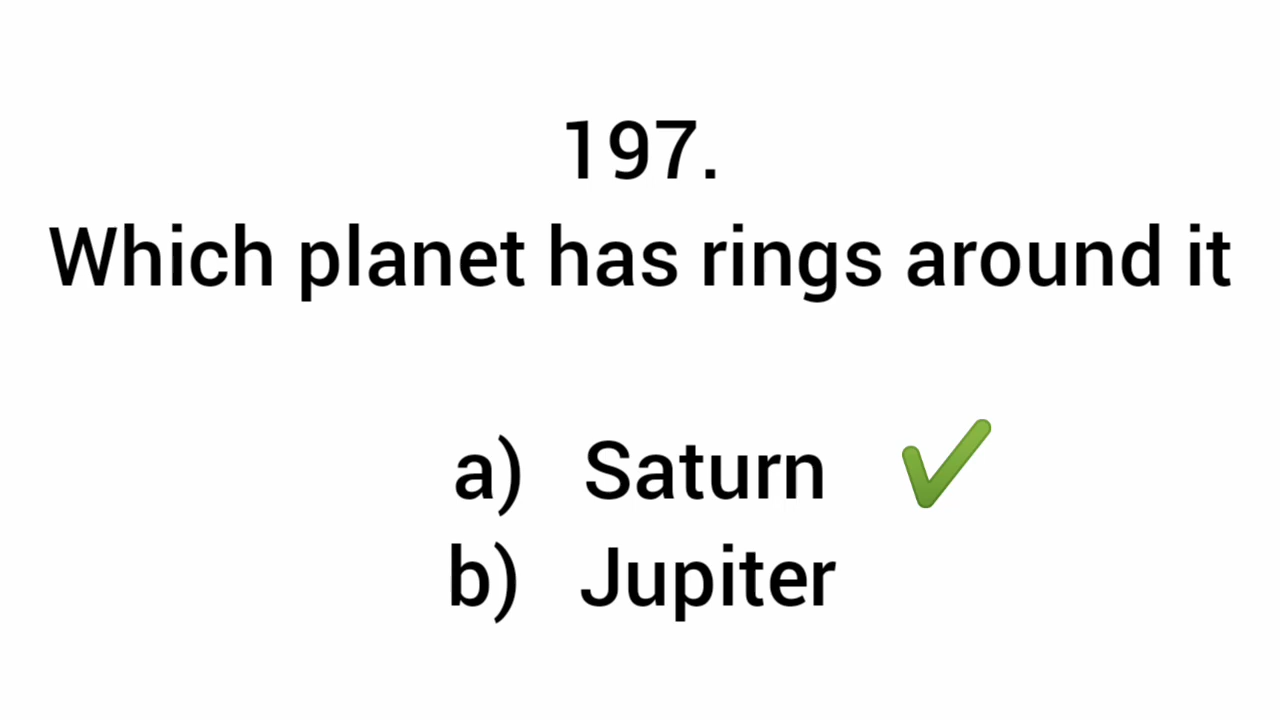 197.
Which planet has rings around it
a) Saturn ✔
b) Jupiter